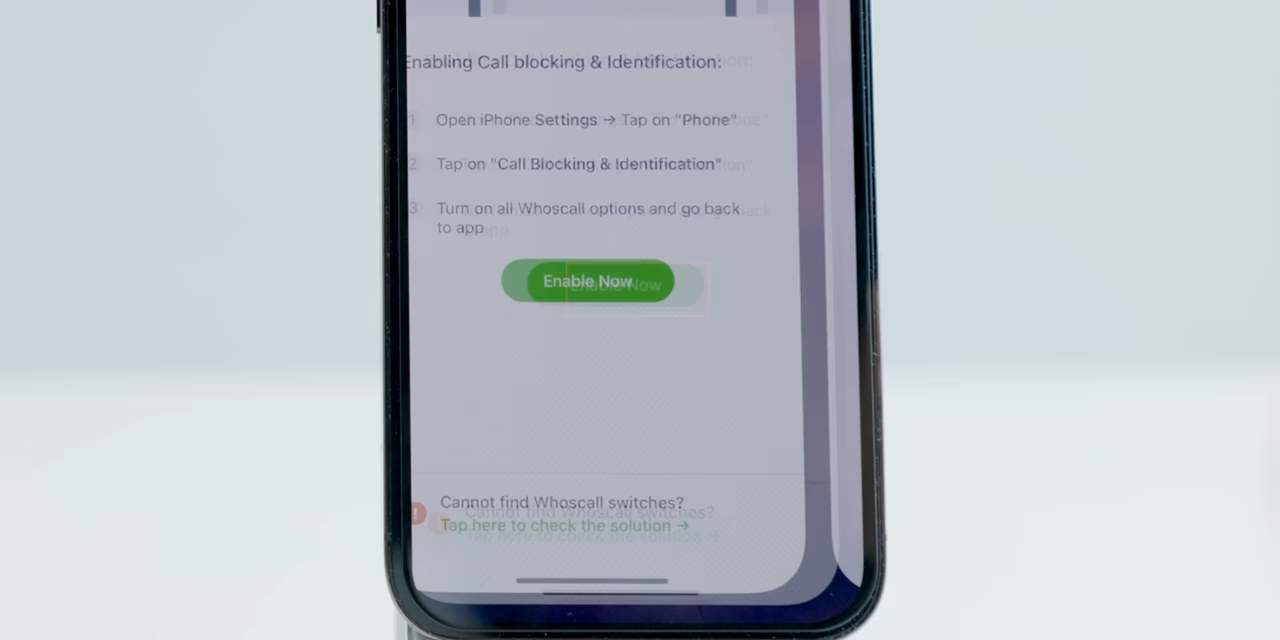 Enabling Call blocking & Identification:
1 Open iPhone Settings → Tap on "Phone"
2 Tap on "Call Blocking & Identification"
3 Turn on all Whoscall options and go back
to app
Enable Now
Cannot find Whoscall switches?
Tap here to check the solution →